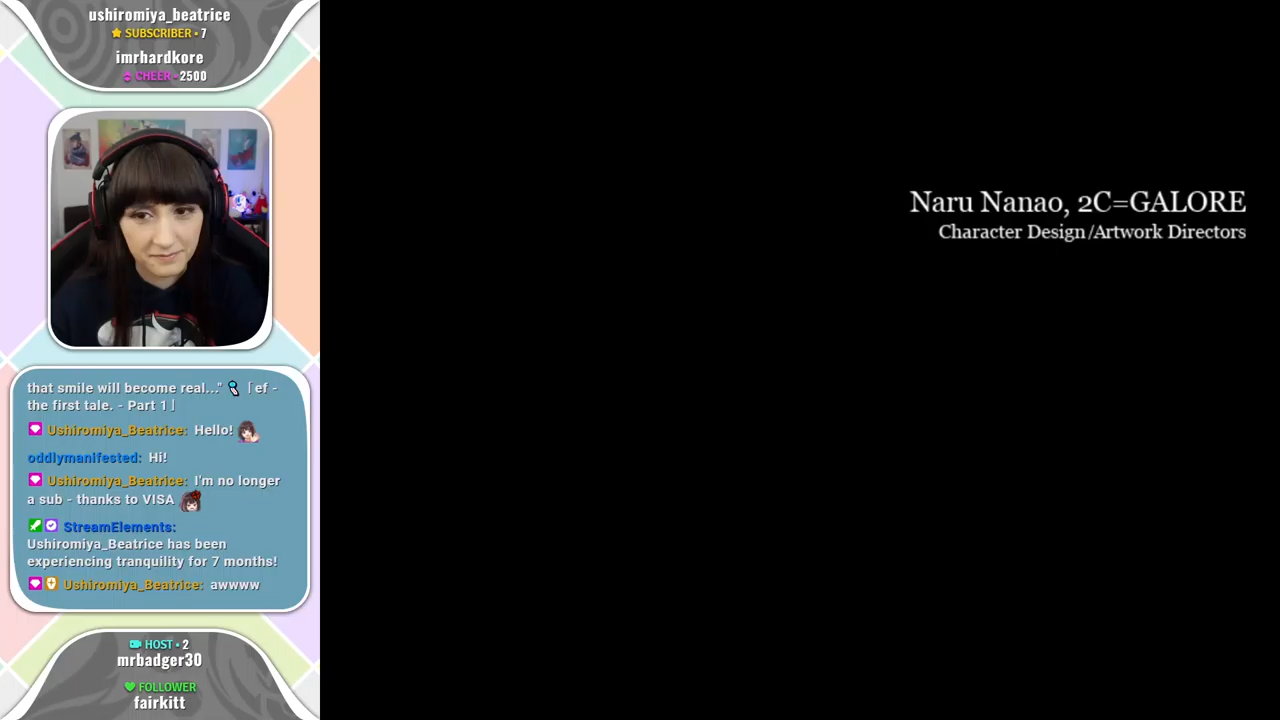 ushiromiya_beatrice
SUBSCRIBER • 7
imrhardkore
CHEER • 2500
Naru Nanao, 2C=GALORE
Character Design/Artwork Directors
that smile will become real..." 「 ef -
the first tale. - Part 1 」
Ushiromiya_Beatrice: Hello!
oddlymanifested: Hi!
Ushiromiya_Beatrice: I'm no longer
a sub - thanks to VISA
StreamElements:
Ushiromiya_Beatrice has been
experiencing tranquility for 7 months!
Ushiromiya_Beatrice: awwww
HOST • 2
mrbadger30
FOLLOWER
fairkitt